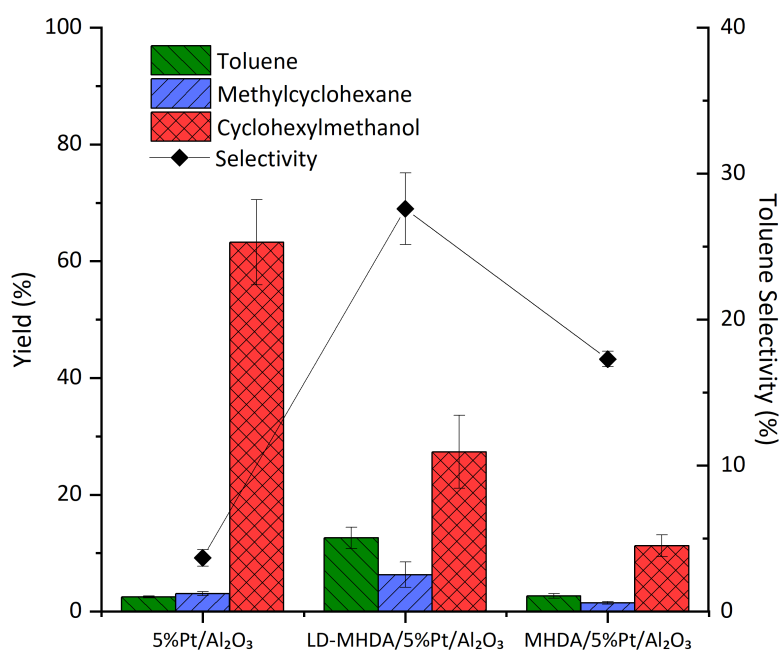 100
80
60
40
20
0
Yield (%)
Toluene
Methylcyclohexane
Cyclohexylmethanol
Selectivity
40
30
20
10
0
Toluene Selectivity (%)
5%Pt/Al₂O₃
LD-MHDA/5%Pt/Al₂O₃
MHDA/5%Pt/Al₂O₃